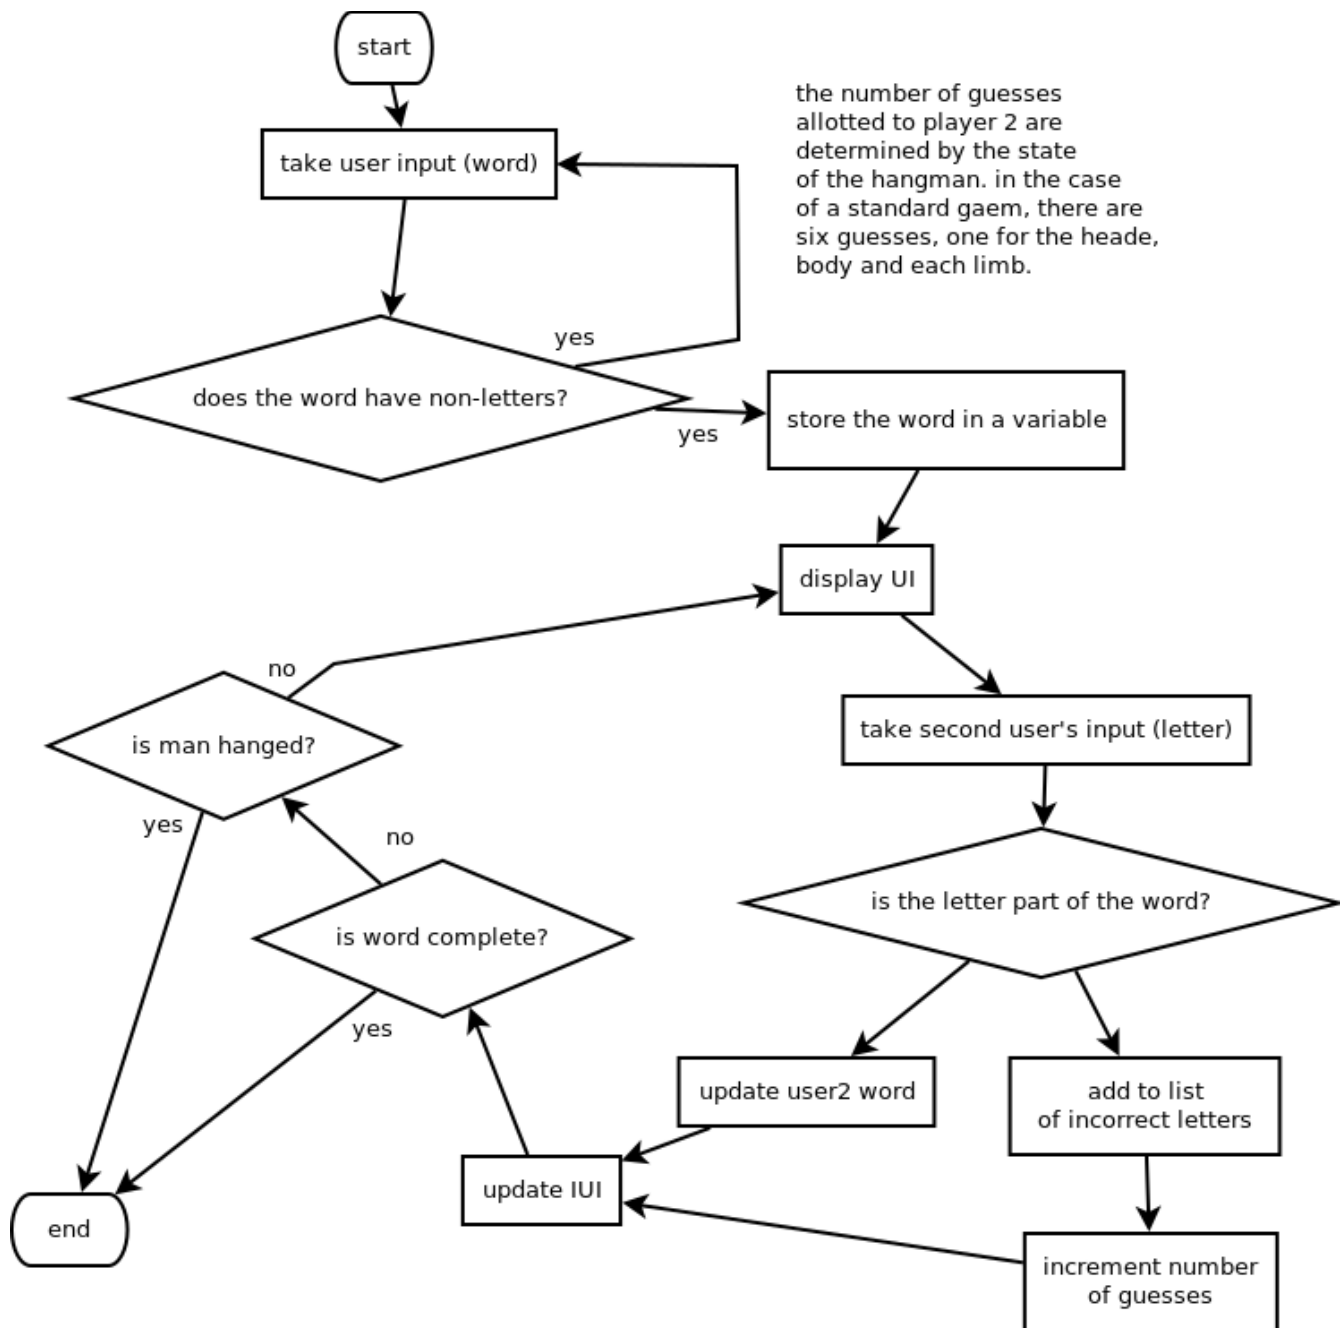 start
take user input (word)
the number of guesses
allotted to player 2 are
determined by the state
of the hangman. in the case
of a standard gaem, there are
six guesses, one for the heade,
body and each limb.
yes
does the word have non-letters?
yes
store the word in a variable
display UI
no
is man hanged?
take second user's input (letter)
yes
no
is the letter part of the word?
is word complete?
yes
update user2 word
add to list
of incorrect letters
update IUI
end
increment number
of guesses